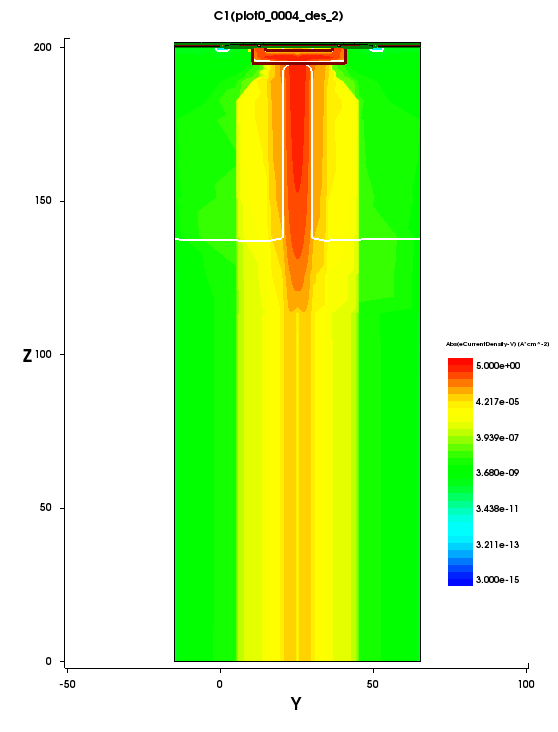 C1(plot0_0004_des_2)
200
150
Z
100
50
0
-50
0
50
100
Y
Abs(eCurrentDensity-V) (A*cm^-2)
5.000e+00
4.217e-05
3.939e-07
3.680e-09
3.438e-11
3.211e-13
3.000e-15